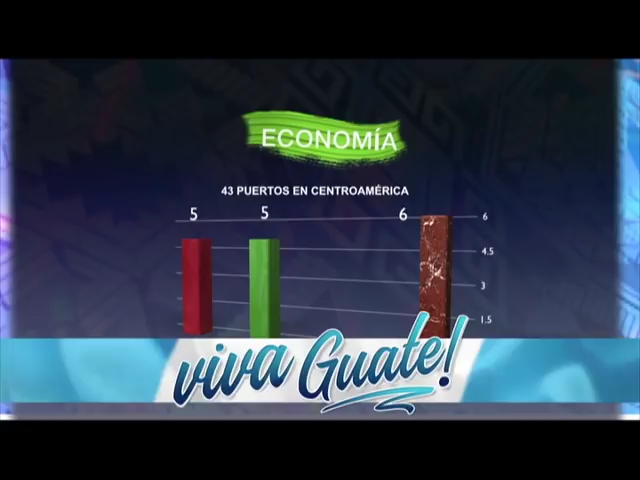 ECONOMÍA
43 PUERTOS EN CENTROAMÉRICA
5 5 6
6
4.5
3
1.5
viva Guate!